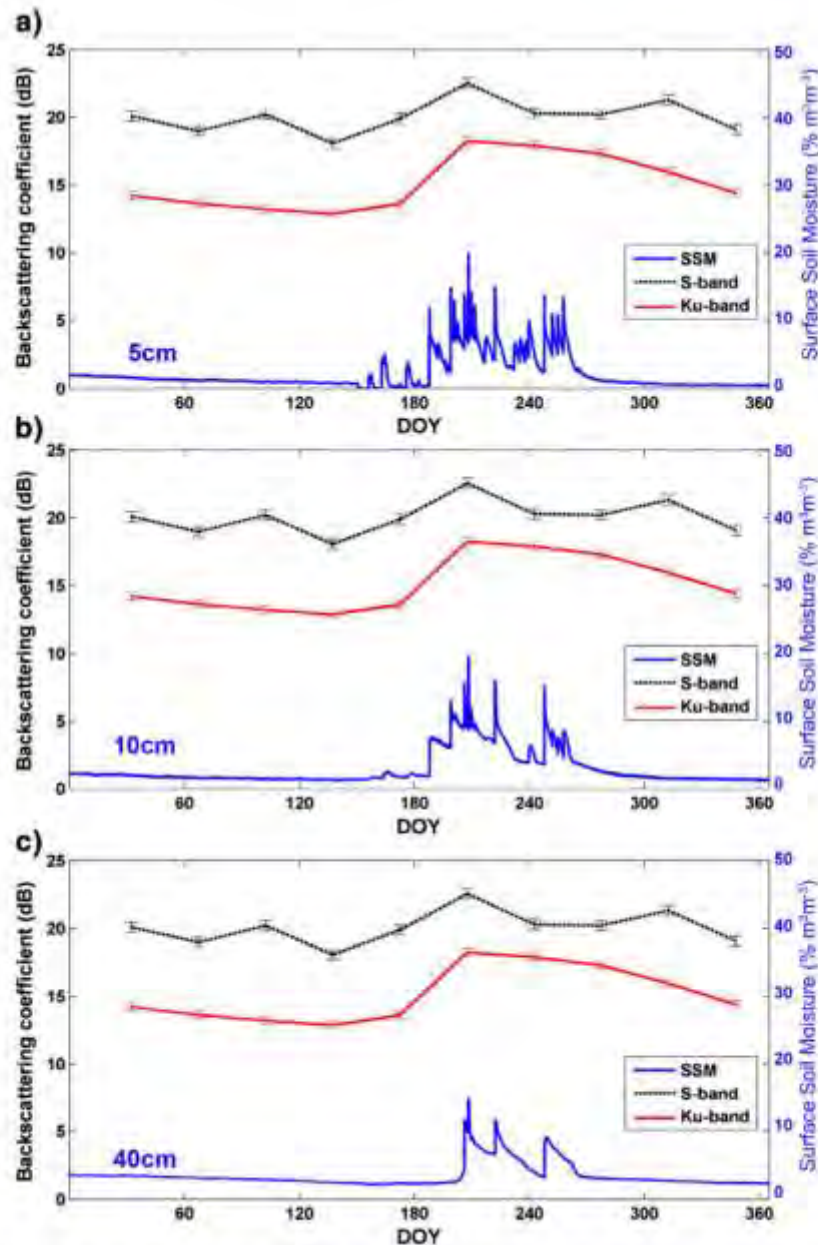 a)
Backscattering coefficient (dB)
25
20
15
10
5
0
50
40
30
20
10
0
Surface Soil Moisture (% m³m⁻³)
SSM
S-band
Ku-band
5cm
60
120
180
240
300
360
DOY
b)
Backscattering coefficient (dB)
25
20
15
10
5
0
50
40
30
20
10
0
Surface Soil Moisture (% m³m⁻³)
SSM
S-band
Ku-band
10cm
60
120
180
240
300
360
DOY
c)
Backscattering coefficient (dB)
25
20
15
10
5
0
50
40
30
20
10
0
Surface Soil Moisture (% m³m⁻³)
SSM
S-band
Ku-band
40cm
60
120
180
240
300
360
DOY